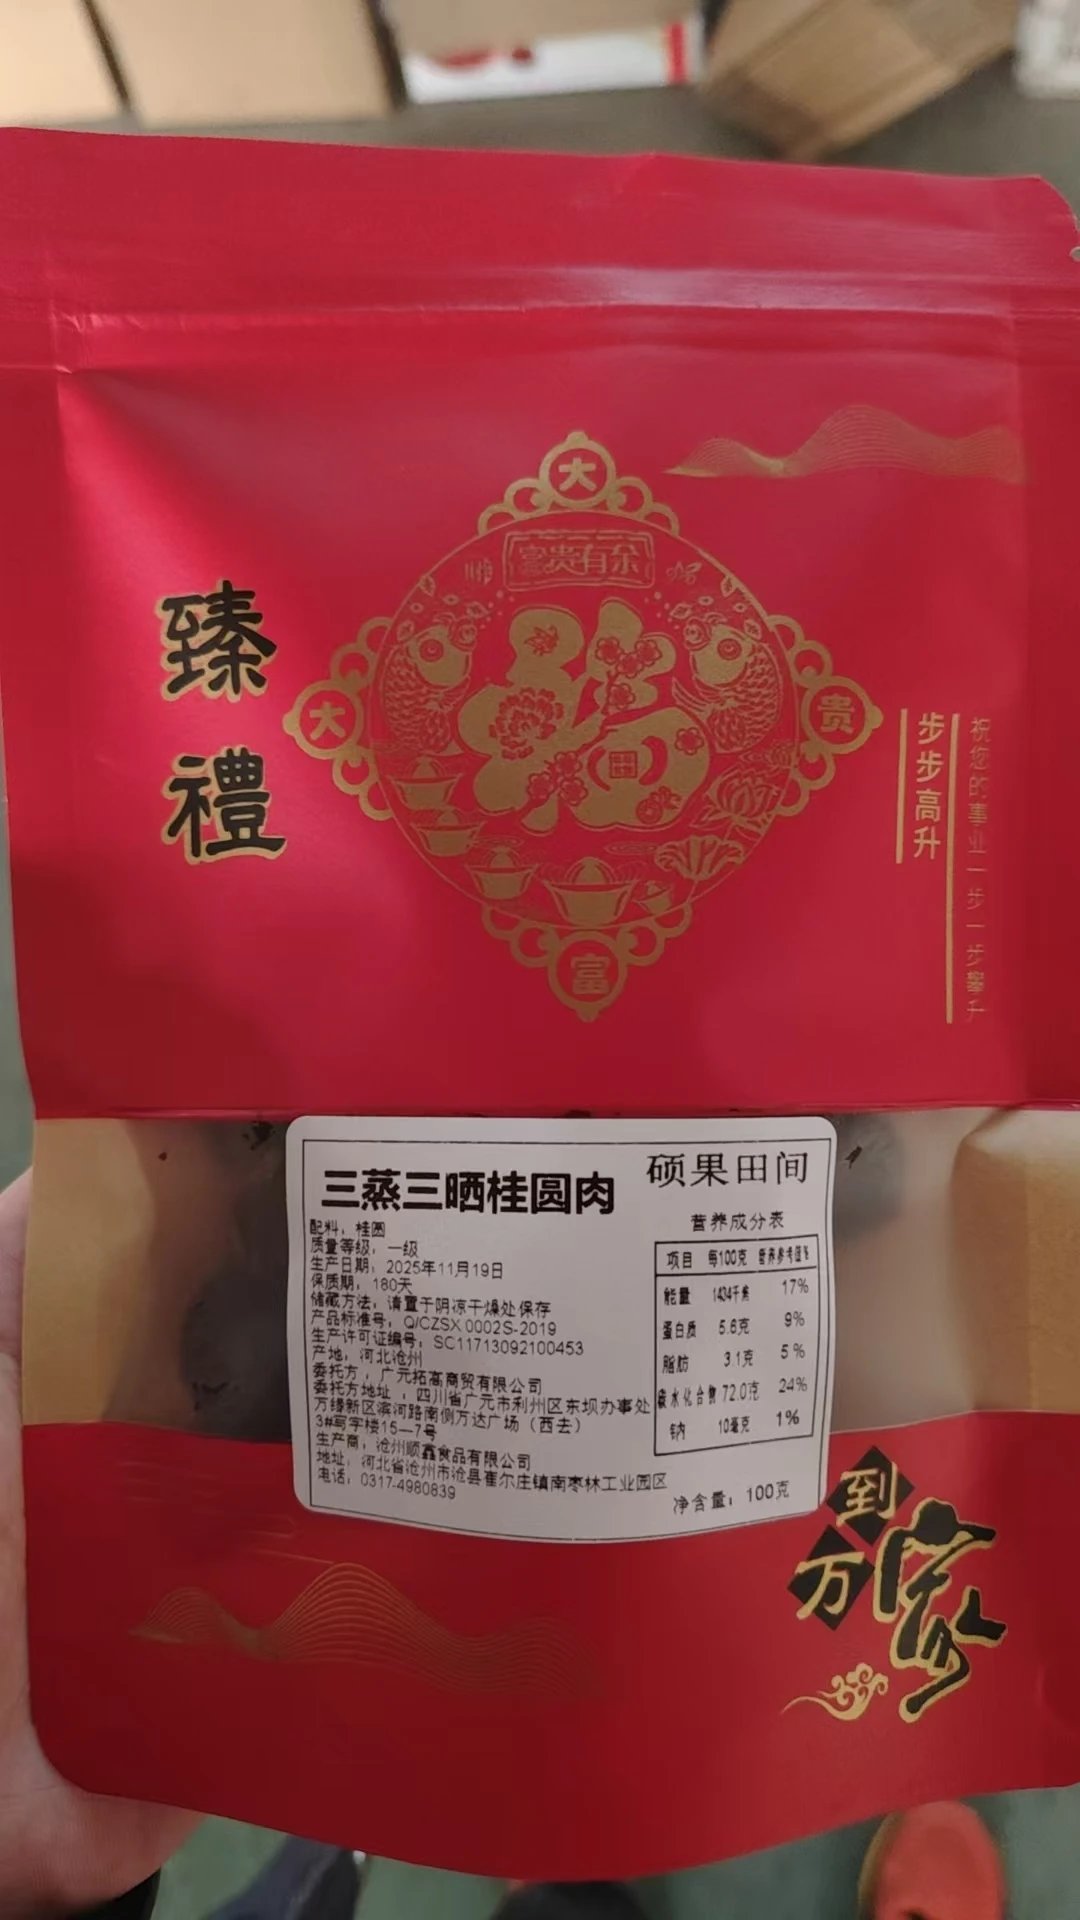 大
富贵有余
福
大
贵
富
臻禮
步步高升
祝您的事业一步一步攀升
三蒸三晒桂圆肉
硕果田间
配料：桂圆
质量等级：一级
生产日期：2025年11月19日
保质期：180天
储藏方法：请置于阴凉干燥处保存
产品标准号：Q/CZSX 0002S-2019
生产许可证编号：SC11713092100453
产地：河北沧州
委托方：广元拓高商贸有限公司
委托方地址：四川省广元市利州区东坝办事处
万缘新区滨河路南侧万达广场（西去）
3#写字楼15—7号
生产商：沧州顺鑫食品有限公司
地址：河北省沧州市沧县崔尔庄镇南枣林工业园区
电话：0317-4980839
营养成分表
项目 每100克 营养参考值%
能量 1434千焦 17%
蛋白质 5.6克 9%
脂肪 3.1克 5%
碳水化合物 72.0克 24%
钠 10毫克 1%
净含量：100克
到万家